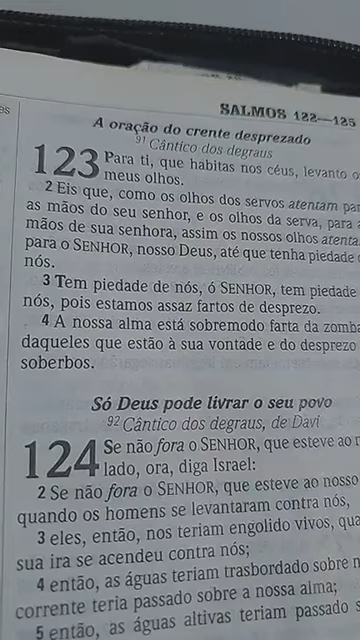 SALMOS 122—125
A oração do crente desprezado
91 Cântico dos degraus
123 Para ti, que habitas nos céus, levanto
meus olhos.
2 Eis que, como os olhos dos servos atentam
as mãos do seu senhor, e os olhos da serva, para
mãos de sua senhora, assim os nossos olhos
para o SENHOR, nosso Deus, até que tenha piedade
nós.
3 Tem piedade de nós, ó SENHOR, tem piedade
nós, pois estamos assaz fartos de desprezo.
4 A nossa alma está sobremodo farta da
daqueles que estão à sua vontade e do desprezo
soberbos.
Só Deus pode livrar o seu povo
92 Cântico dos degraus, de Davi
124 Se não fora o SENHOR, que esteve ao
lado, ora, diga Israel:
2 Se não fora o SENHOR, que esteve ao nosso
quando os homens se levantaram contra nós,
3 eles, então, nos teriam engolido vivos,
sua ira se acendeu contra nós;
4 então, as águas teriam trasbordado sobre
corrente teria passado sobre a nossa alma;
5 então, as águas altivas teriam passado